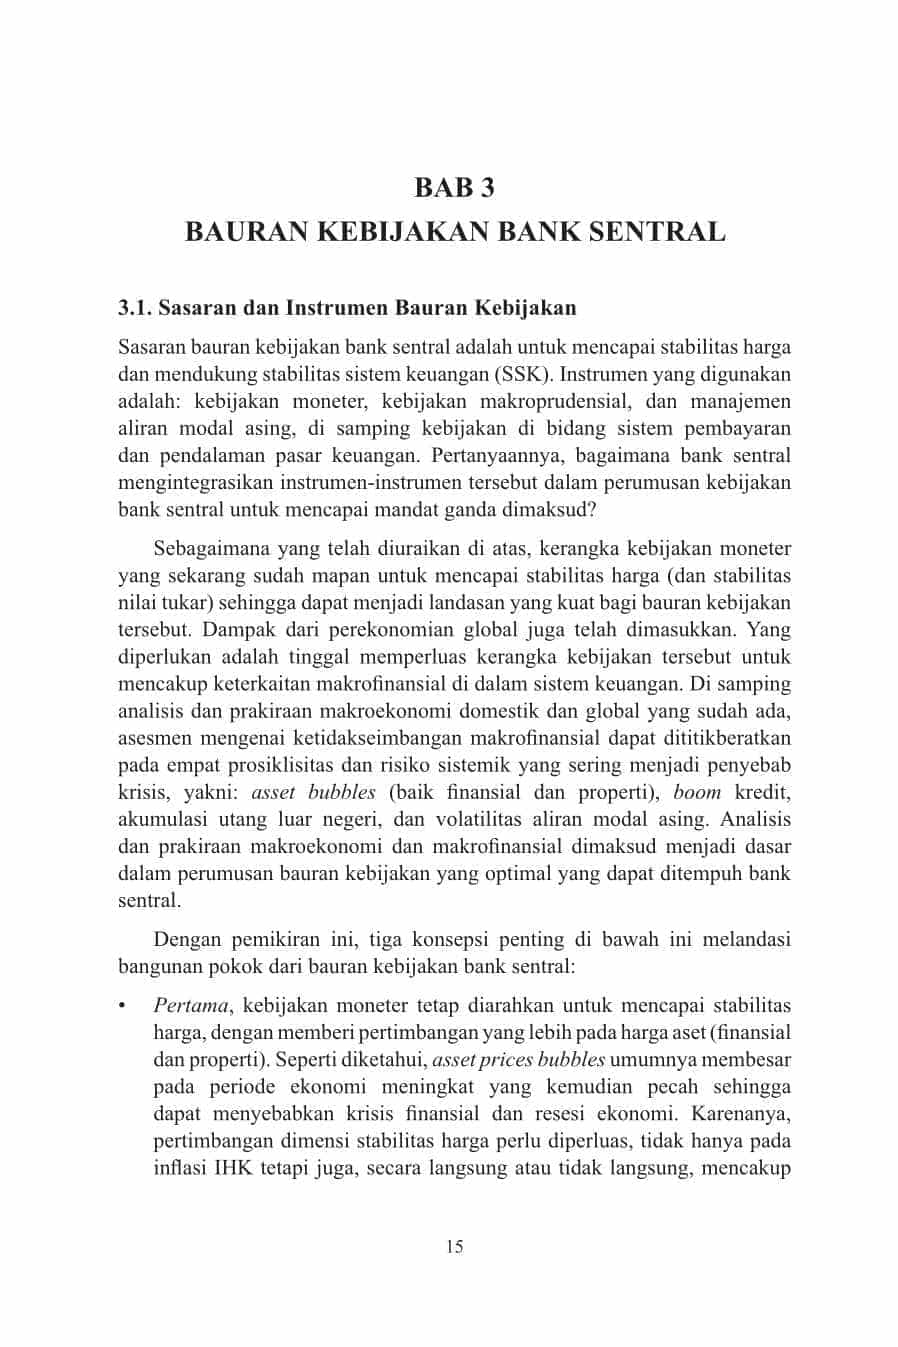 BAB 3
BAURAN KEBIJAKAN BANK SENTRAL
3.1. Sasaran dan Instrumen Bauran Kebijakan
Sasaran bauran kebijakan bank sentral adalah untuk mencapai stabilitas harga
dan mendukung stabilitas sistem keuangan (SSK). Instrumen yang digunakan
adalah: kebijakan moneter, kebijakan makroprudensial, dan manajemen
aliran modal asing, di samping kebijakan di bidang sistem pembayaran
dan pendalaman pasar keuangan. Pertanyaannya, bagaimana bank sentral
mengintegrasikan instrumen-instrumen tersebut dalam perumusan kebijakan
bank sentral untuk mencapai mandat ganda dimaksud?
Sebagaimana yang telah diuraikan di atas, kerangka kebijakan moneter
yang sekarang sudah mapan untuk mencapai stabilitas harga (dan stabilitas
nilai tukar) sehingga dapat menjadi landasan yang kuat bagi bauran kebijakan
tersebut. Dampak dari perekonomian global juga telah dimasukkan. Yang
diperlukan adalah tinggal memperluas kerangka kebijakan tersebut untuk
mencakup keterkaitan makrofinansial di dalam sistem keuangan. Di samping
analisis dan prakiraan makroekonomi domestik dan global yang sudah ada,
asesmen mengenai ketidakseimbangan makrofinansial dapat dititikberatkan
pada empat prosiklisitas dan risiko sistemik yang sering menjadi penyebab
krisis, yakni: asset bubbles (baik finansial dan properti), boom kredit,
akumulasi utang luar negeri, dan volatilitas aliran modal asing. Analisis
dan prakiraan makroekonomi dan makrofinansial dimaksud menjadi dasar
dalam perumusan bauran kebijakan yang optimal yang dapat ditempuh bank
sentral.
Dengan pemikiran ini, tiga konsepsi penting di bawah ini melandasi
bangunan pokok dari bauran kebijakan bank sentral:
• Pertama, kebijakan moneter tetap diarahkan untuk mencapai stabilitas
harga, dengan memberi pertimbangan yang lebih pada harga aset (finansial
dan properti). Seperti diketahui, asset prices bubbles umumnya membesar
pada periode ekonomi meningkat yang kemudian pecah sehingga
dapat menyebabkan krisis finansial dan resesi ekonomi. Karenanya,
pertimbangan dimensi stabilitas harga perlu diperluas, tidak hanya pada
inflasi IHK tetapi juga, secara langsung atau tidak langsung, mencakup
15